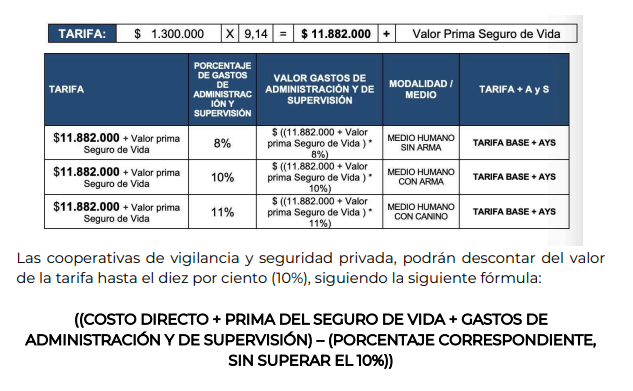 TARIFA: $ 1.300.000 X 9,14 = $ 11.882.000 + Valor Prima Seguro de Vida
TARIFA
PORCENTAJE
DE GASTOS
DE
ADMINISTRAC
IÓN Y
SUPERVISIÓN
VALOR GASTOS DE
ADMINISTRACIÓN Y DE
SUPERVISIÓN
MODALIDAD /
MEDIO
TARIFA + A y S
$11.882.000 + Valor prima
Seguro de Vida
8%
$ ((11.882.000 + Valor
prima Seguro de Vida ) *
8%)
MEDIO HUMANO
SIN ARMA
TARIFA BASE + AYS
$11.882.000 + Valor prima
Seguro de Vida
10%
$ ((11.882.000 + Valor
prima Seguro de Vida ) *
10%)
MEDIO HUMANO
CON ARMA
TARIFA BASE + AYS
$11.882.000 + Valor prima
Seguro de Vida
11%
$ ((11.882.000 + Valor
prima Seguro de Vida ) *
11%)
MEDIO HUMANO
CON CANINO
TARIFA BASE + AYS
Las cooperativas de vigilancia y seguridad privada, podrán descontar del valor
de la tarifa hasta el diez por ciento (10%), siguiendo la siguiente fórmula:
((COSTO DIRECTO + PRIMA DEL SEGURO DE VIDA + GASTOS DE
ADMINISTRACIÓN Y DE SUPERVISIÓN) – (PORCENTAJE CORRESPONDIENTE,
SIN SUPERAR EL 10%))